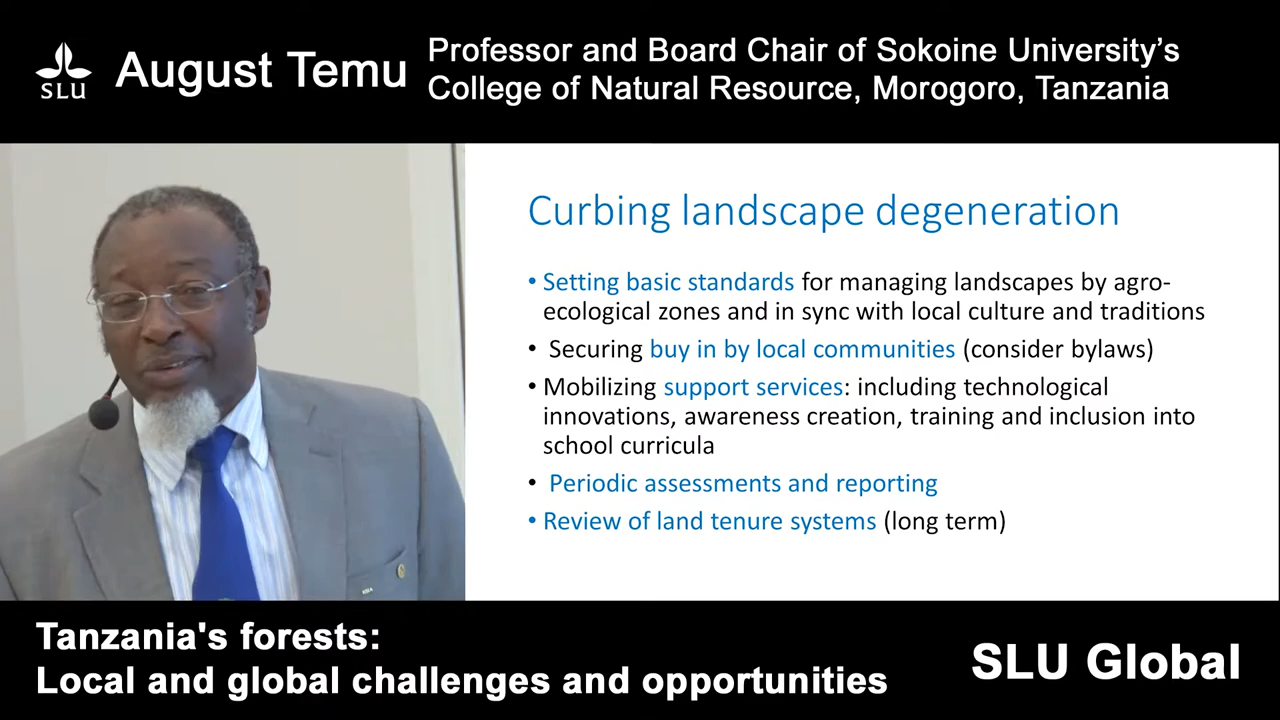 SLU
August Temu
Professor and Board Chair of Sokoine University's
College of Natural Resource, Morogoro, Tanzania
Curbing landscape degeneration
• Setting basic standards for managing landscapes by agro-
ecological zones and in sync with local culture and traditions
• Securing buy in by local communities (consider bylaws)
• Mobilizing support services: including technological
innovations, awareness creation, training and inclusion into
school curricula
• Periodic assessments and reporting
• Review of land tenure systems (long term)
Tanzania's forests:
Local and global challenges and opportunities
SLU Global